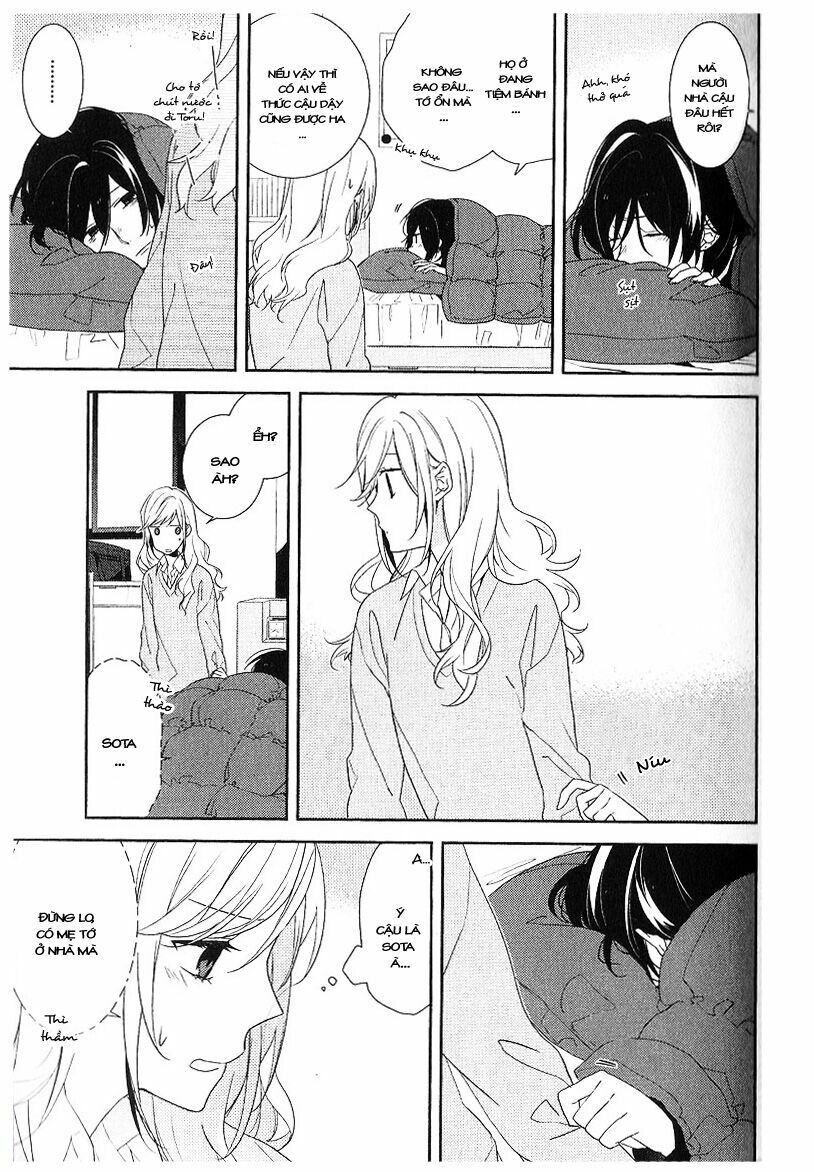 MÀ
NGƯỜI
NHÀ CẬU
ĐÂU HẾT
RỒI?
Ahh, khó
thở quá
Sụt
Sịt
HỌ Ở
ĐANG
TIỆM BÁNH
KHÔNG
SAO ĐÂU...
TỚ ỔN MÀ
...
Khụ khụ
NẾU VẬY THÌ
CÓ AI VỀ
THỨC CẬU DẬY
CŨNG ĐƯỢC HA
...
Rồi!
Cho tớ
chút nước
đi Toru!
.........
Đây!
Níu
ỂH?
SAO
ÀH?
Thì
thào
SOTA
...
A...
Ý
CẬU LÀ
SOTA
À...
ĐỪNG LO,
CÓ MẸ TỚ
Ở NHÀ MÀ
Thì
thầm